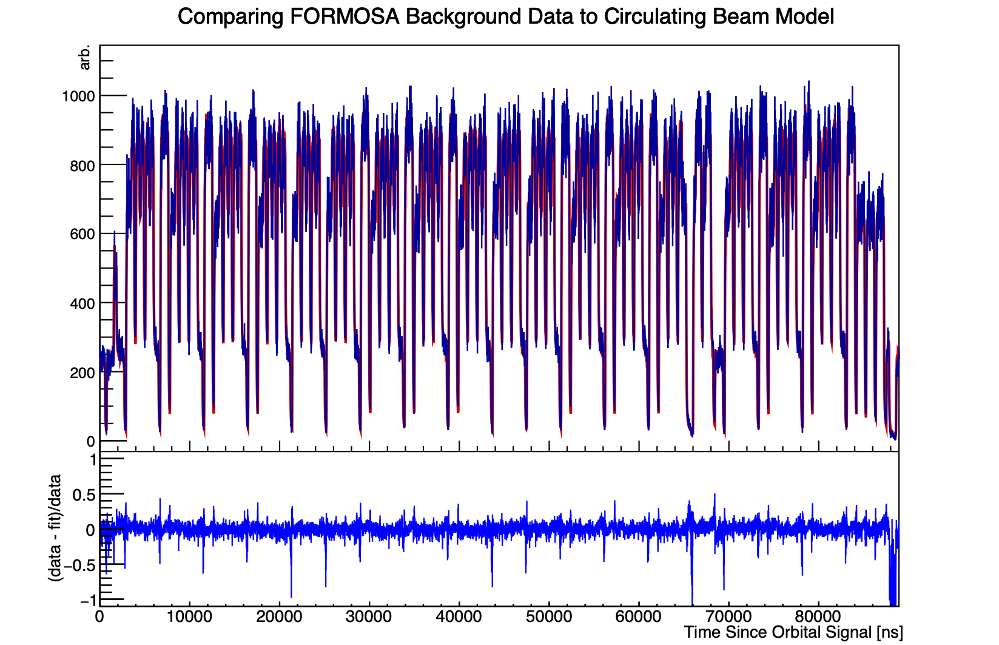 Comparing FORMOSA Background Data to Circulating Beam Model
arb.
1000
800
600
400
200
0
(data - fit)/data
1
0.5
0
−0.5
−1
0 10000 20000 30000 40000 50000 60000 70000 80000
Time Since Orbital Signal [ns]